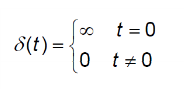 δ(t) = { ∞ t = 0
0 t ≠ 0